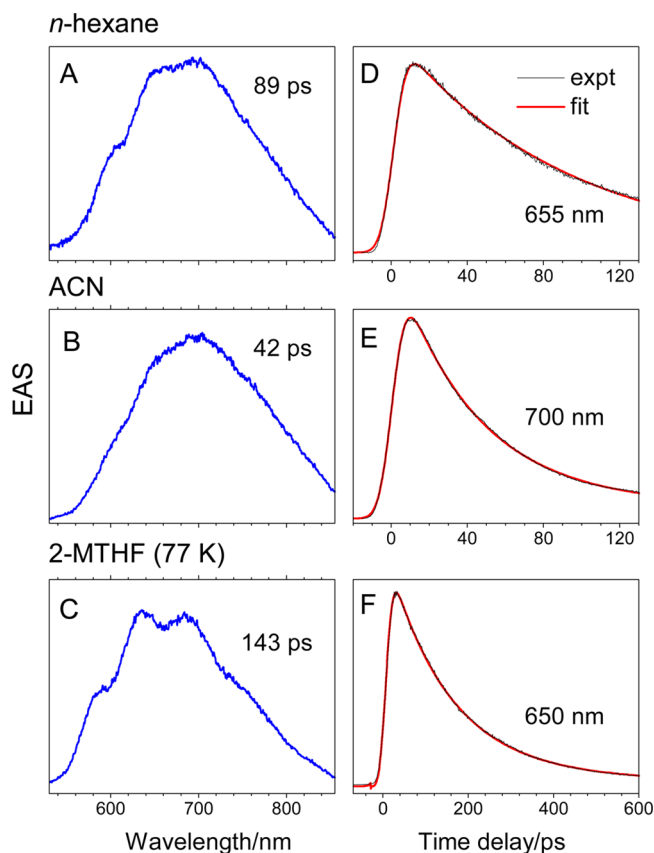 n-hexane
A
89 ps
D
expt
fit
655 nm
0 40 80 120
ACN
B
42 ps
E
700 nm
0 40 80 120
EAS
2-MTHF (77 K)
C
143 ps
F
650 nm
600 700 800
0 200 400 600
Wavelength/nm
Time delay/ps